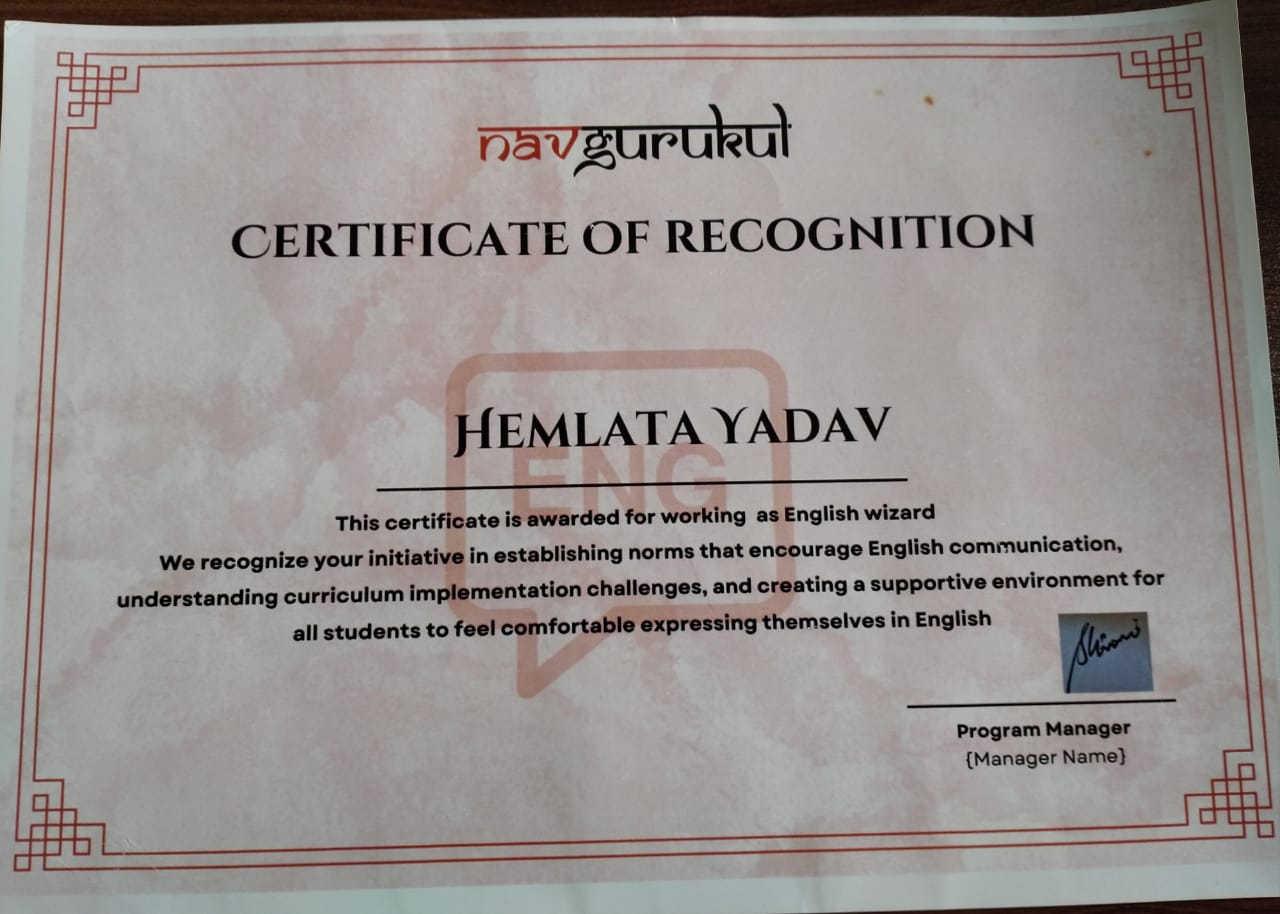 navgurukul
CERTIFICATE OF RECOGNITION
HEMLATA YADAV
ENG
This certificate is awarded for working as English wizard
We recognize your initiative in establishing norms that encourage English communication,
understanding curriculum implementation challenges, and creating a supportive environment for
all students to feel comfortable expressing themselves in English
Program Manager
{Manager Name}